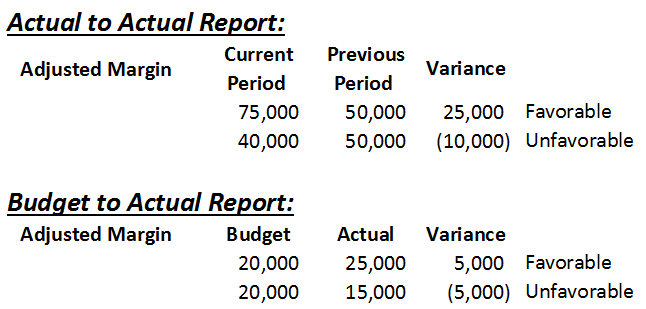 Actual to Actual Report:
Adjusted Margin Current Period Previous Period Variance
75,000 50,000 25,000 Favorable
40,000 50,000 (10,000) Unfavorable
Budget to Actual Report:
Adjusted Margin Budget Actual Variance
20,000 25,000 5,000 Favorable
20,000 15,000 (5,000) Unfavorable